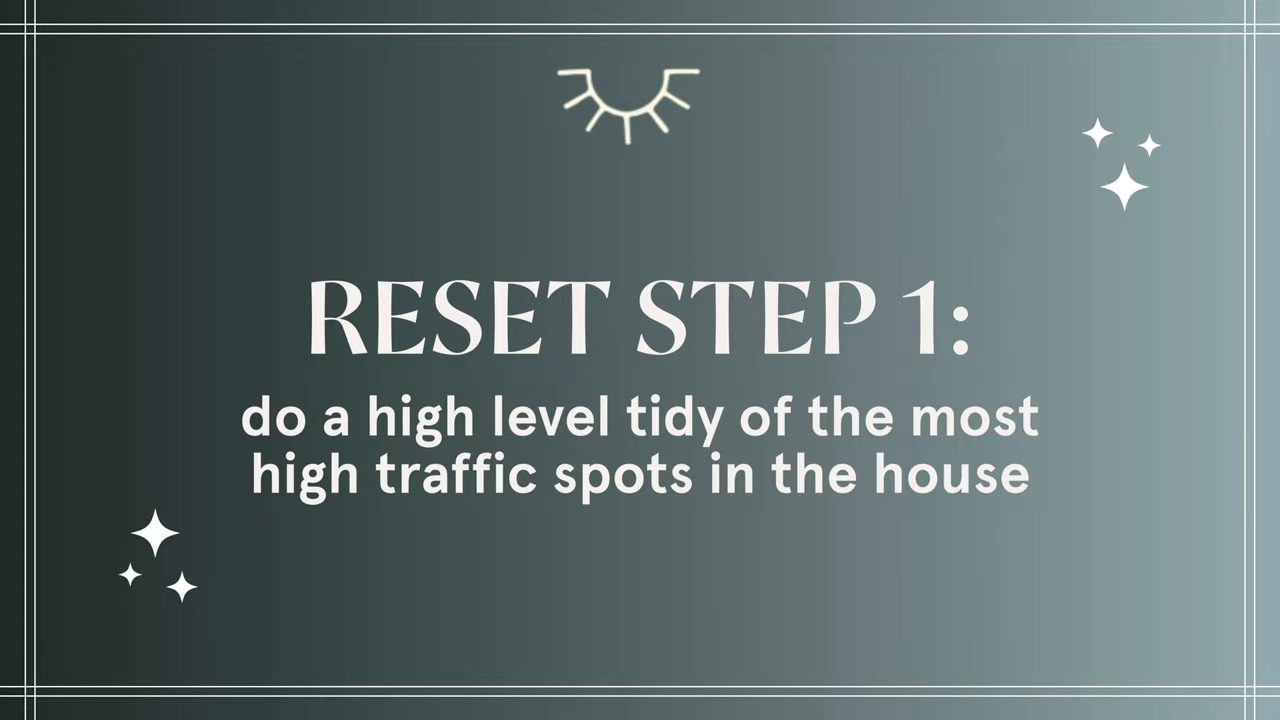 RESET STEP 1:
do a high level tidy of the most
high traffic spots in the house